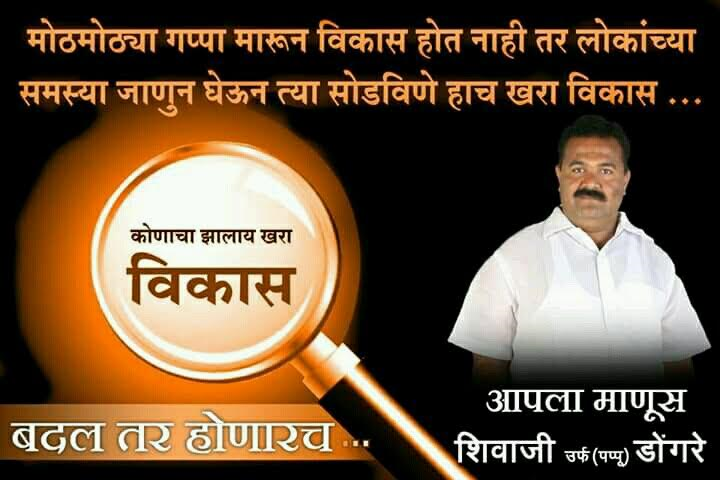 मोठमोठ्या गप्पा मारून विकास होत नाही तर लोकांच्या
समस्या जाणुन घेऊन त्या सोडविणे हाच खरा विकास ...
कोणाचा झालाय खरा
विकास
बदल तर होणारच ...
आपला माणूस
शिवाजी उर्फ (पप्पू) डोंगरे